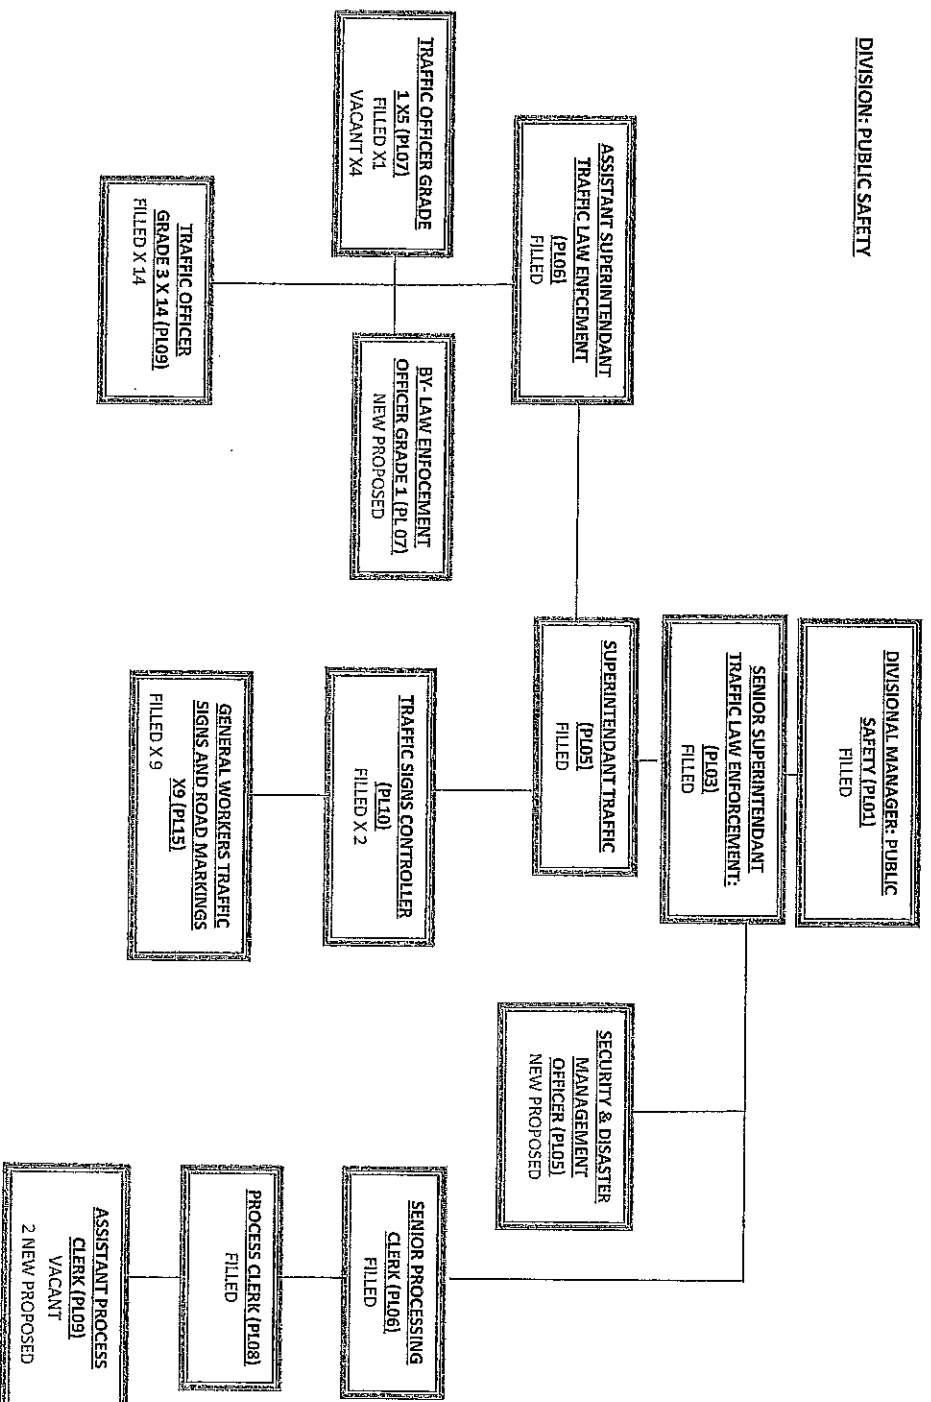 DIVISION: PUBLIC SAFETY
DIVISIONAL MANAGER: PUBLIC
SAFETY (PL01)
FILLED
SENIOR SUPERINTENDANT
TRAFFIC LAW ENFORCEMENT:
(PL03)
FILLED
SUPERINTENDANT TRAFFIC
(PL05)
FILLED
SECURITY & DISASTER
MANAGEMENT
OFFICER (PL05)
NEW PROPOSED
ASSISTANT SUPERINTENDANT
TRAFFIC LAW ENFCEMENT
(PL06)
FILLED
TRAFFIC OFFICER GRADE
1 X5 (PL07)
FILLED X1
VACANT X4
BY- LAW ENFOCEMENT
OFFICER GRADE 1 (PL 07)
NEW PROPOSED
TRAFFIC OFFICER
GRADE 3 X 14 (PL09)
FILLED X 14
TRAFFIC SIGNS CONTROLLER
(PL10)
FILLED X 2
GENERAL WORKERS TRAFFIC
SIGNS AND ROAD MARKINGS
X9 (PL15)
FILLED X 9
SENIOR PROCESSING
CLERK (PL06)
FILLED
PROCESS CLERK (PL08)
FILLED
ASSISTANT PROCESS
CLERK (PL09)
VACANT
2 NEW PROPOSED